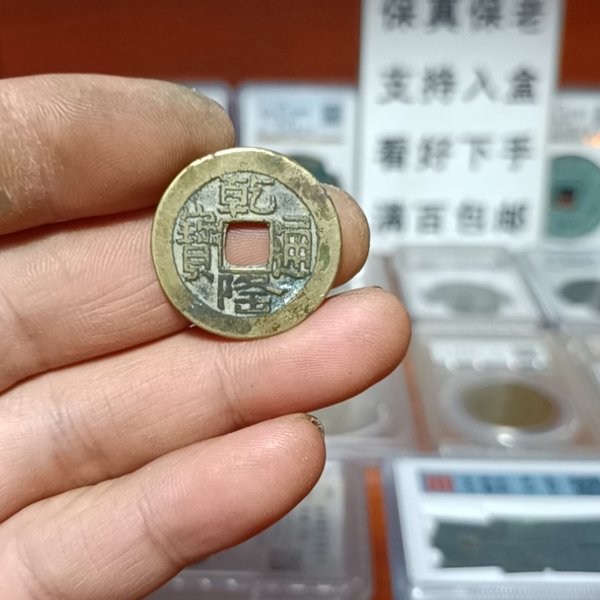 乾隆通寶
保真保老
支持入盒
看好下手
满百包邮